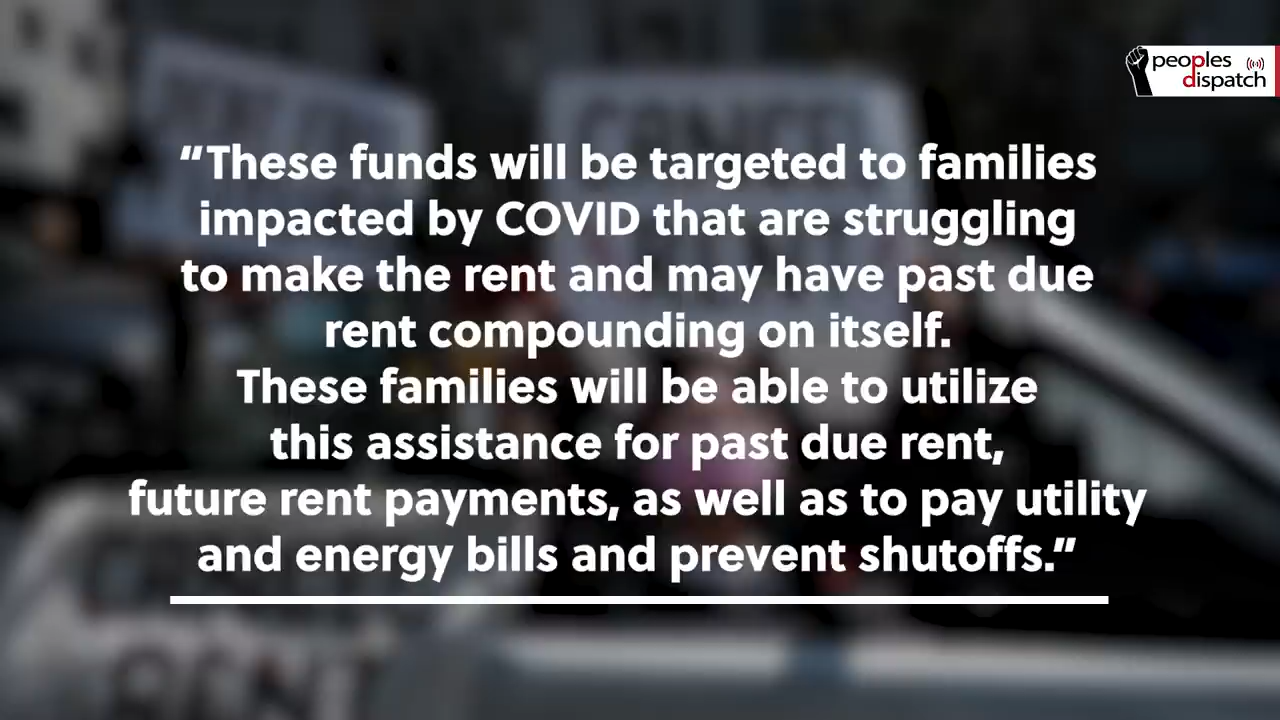 peoples
dispatch
“These funds will be targeted to families
impacted by COVID that are struggling
to make the rent and may have past due
rent compounding on itself.
These families will be able to utilize
this assistance for past due rent,
future rent payments, as well as to pay utility
and energy bills and prevent shutoffs.”
CANCEL
RENT